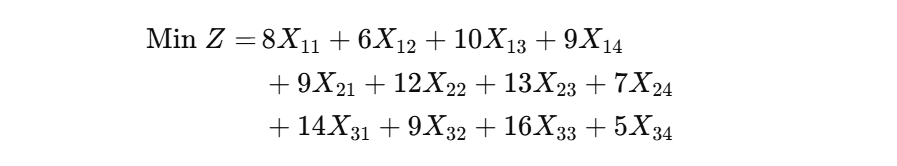 Min Z = 8X₁₁ + 6X₁₂ + 10X₁₃ + 9X₁₄
+ 9X₂₁ + 12X₂₂ + 13X₂₃ + 7X₂₄
+ 14X₃₁ + 9X₃₂ + 16X₃₃ + 5X₃₄